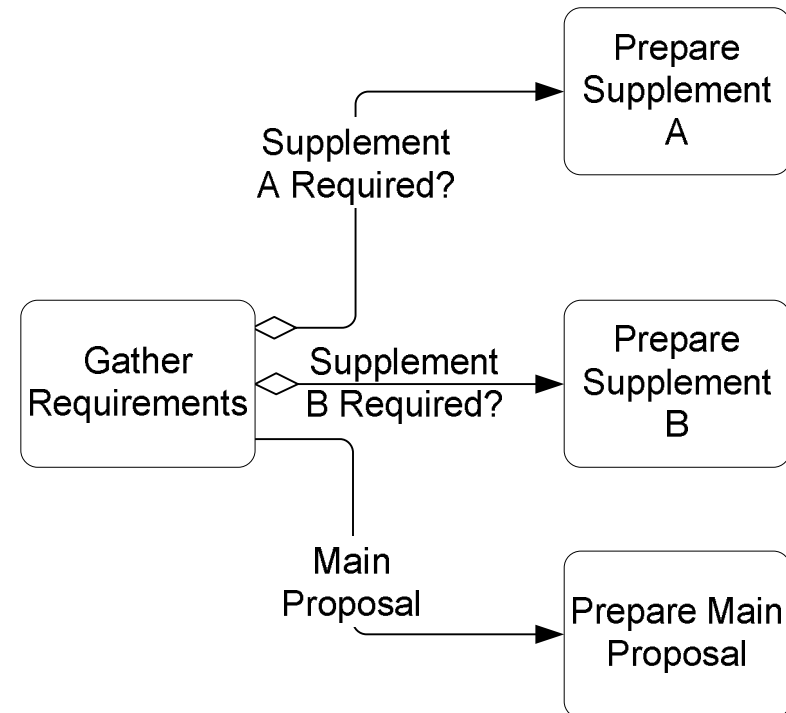 Prepare
Supplement
A
Supplement
A Required?
Gather
Requirements
Supplement
B Required?
Prepare
Supplement
B
Main
Proposal
Prepare Main
Proposal